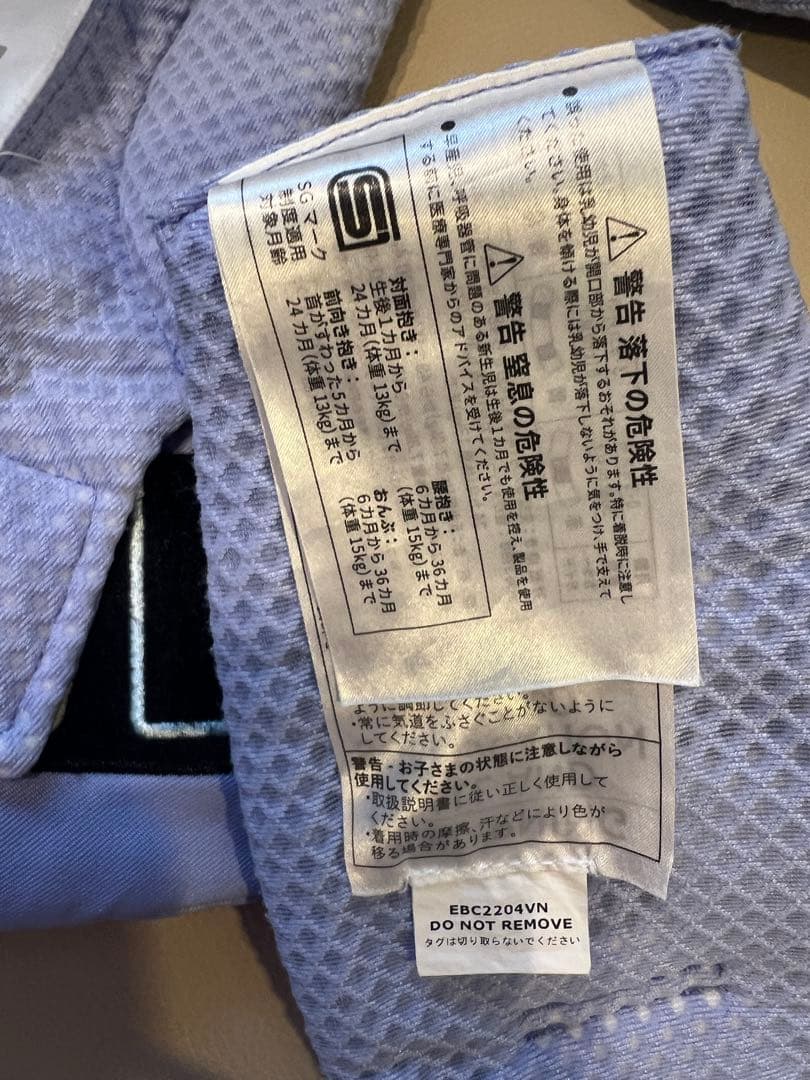 警告 落下の危険性
● 誤った使用は乳幼児が開口部から落下するおそれがあります。特に着脱時に注意し
てください。身体を傾ける際には乳幼児が落下しないように気をつけ、手で支えて
ください。
警告 窒息の危険性
● 早産児、呼吸器管に問題のある新生児は生後1カ月でも使用を控え、製品を使用
する前に医療専門家からのアドバイスを受けてください。
SG マーク
制度適用
対象月齢
対面抱き:
生後1カ月から
24カ月(体重13kg)まで
前向き抱き:
首がすわった5カ月から
24カ月(体重13kg)まで
腰抱き:
6カ月から36カ月
(体重15kg)まで
おんぶ:
6カ月から36カ月
(体重15kg)まで
ように調節してください。
・常に気道をふさぐことがないように
してください。
警告 - お子さまの状態に注意しながら
使用してください。
・取扱説明書に従い正しく使用して
ください。
・着用時の摩擦、汗などにより色が
移る場合があります。
EBC2204VN
DO NOT REMOVE
タグは切り取らないでください